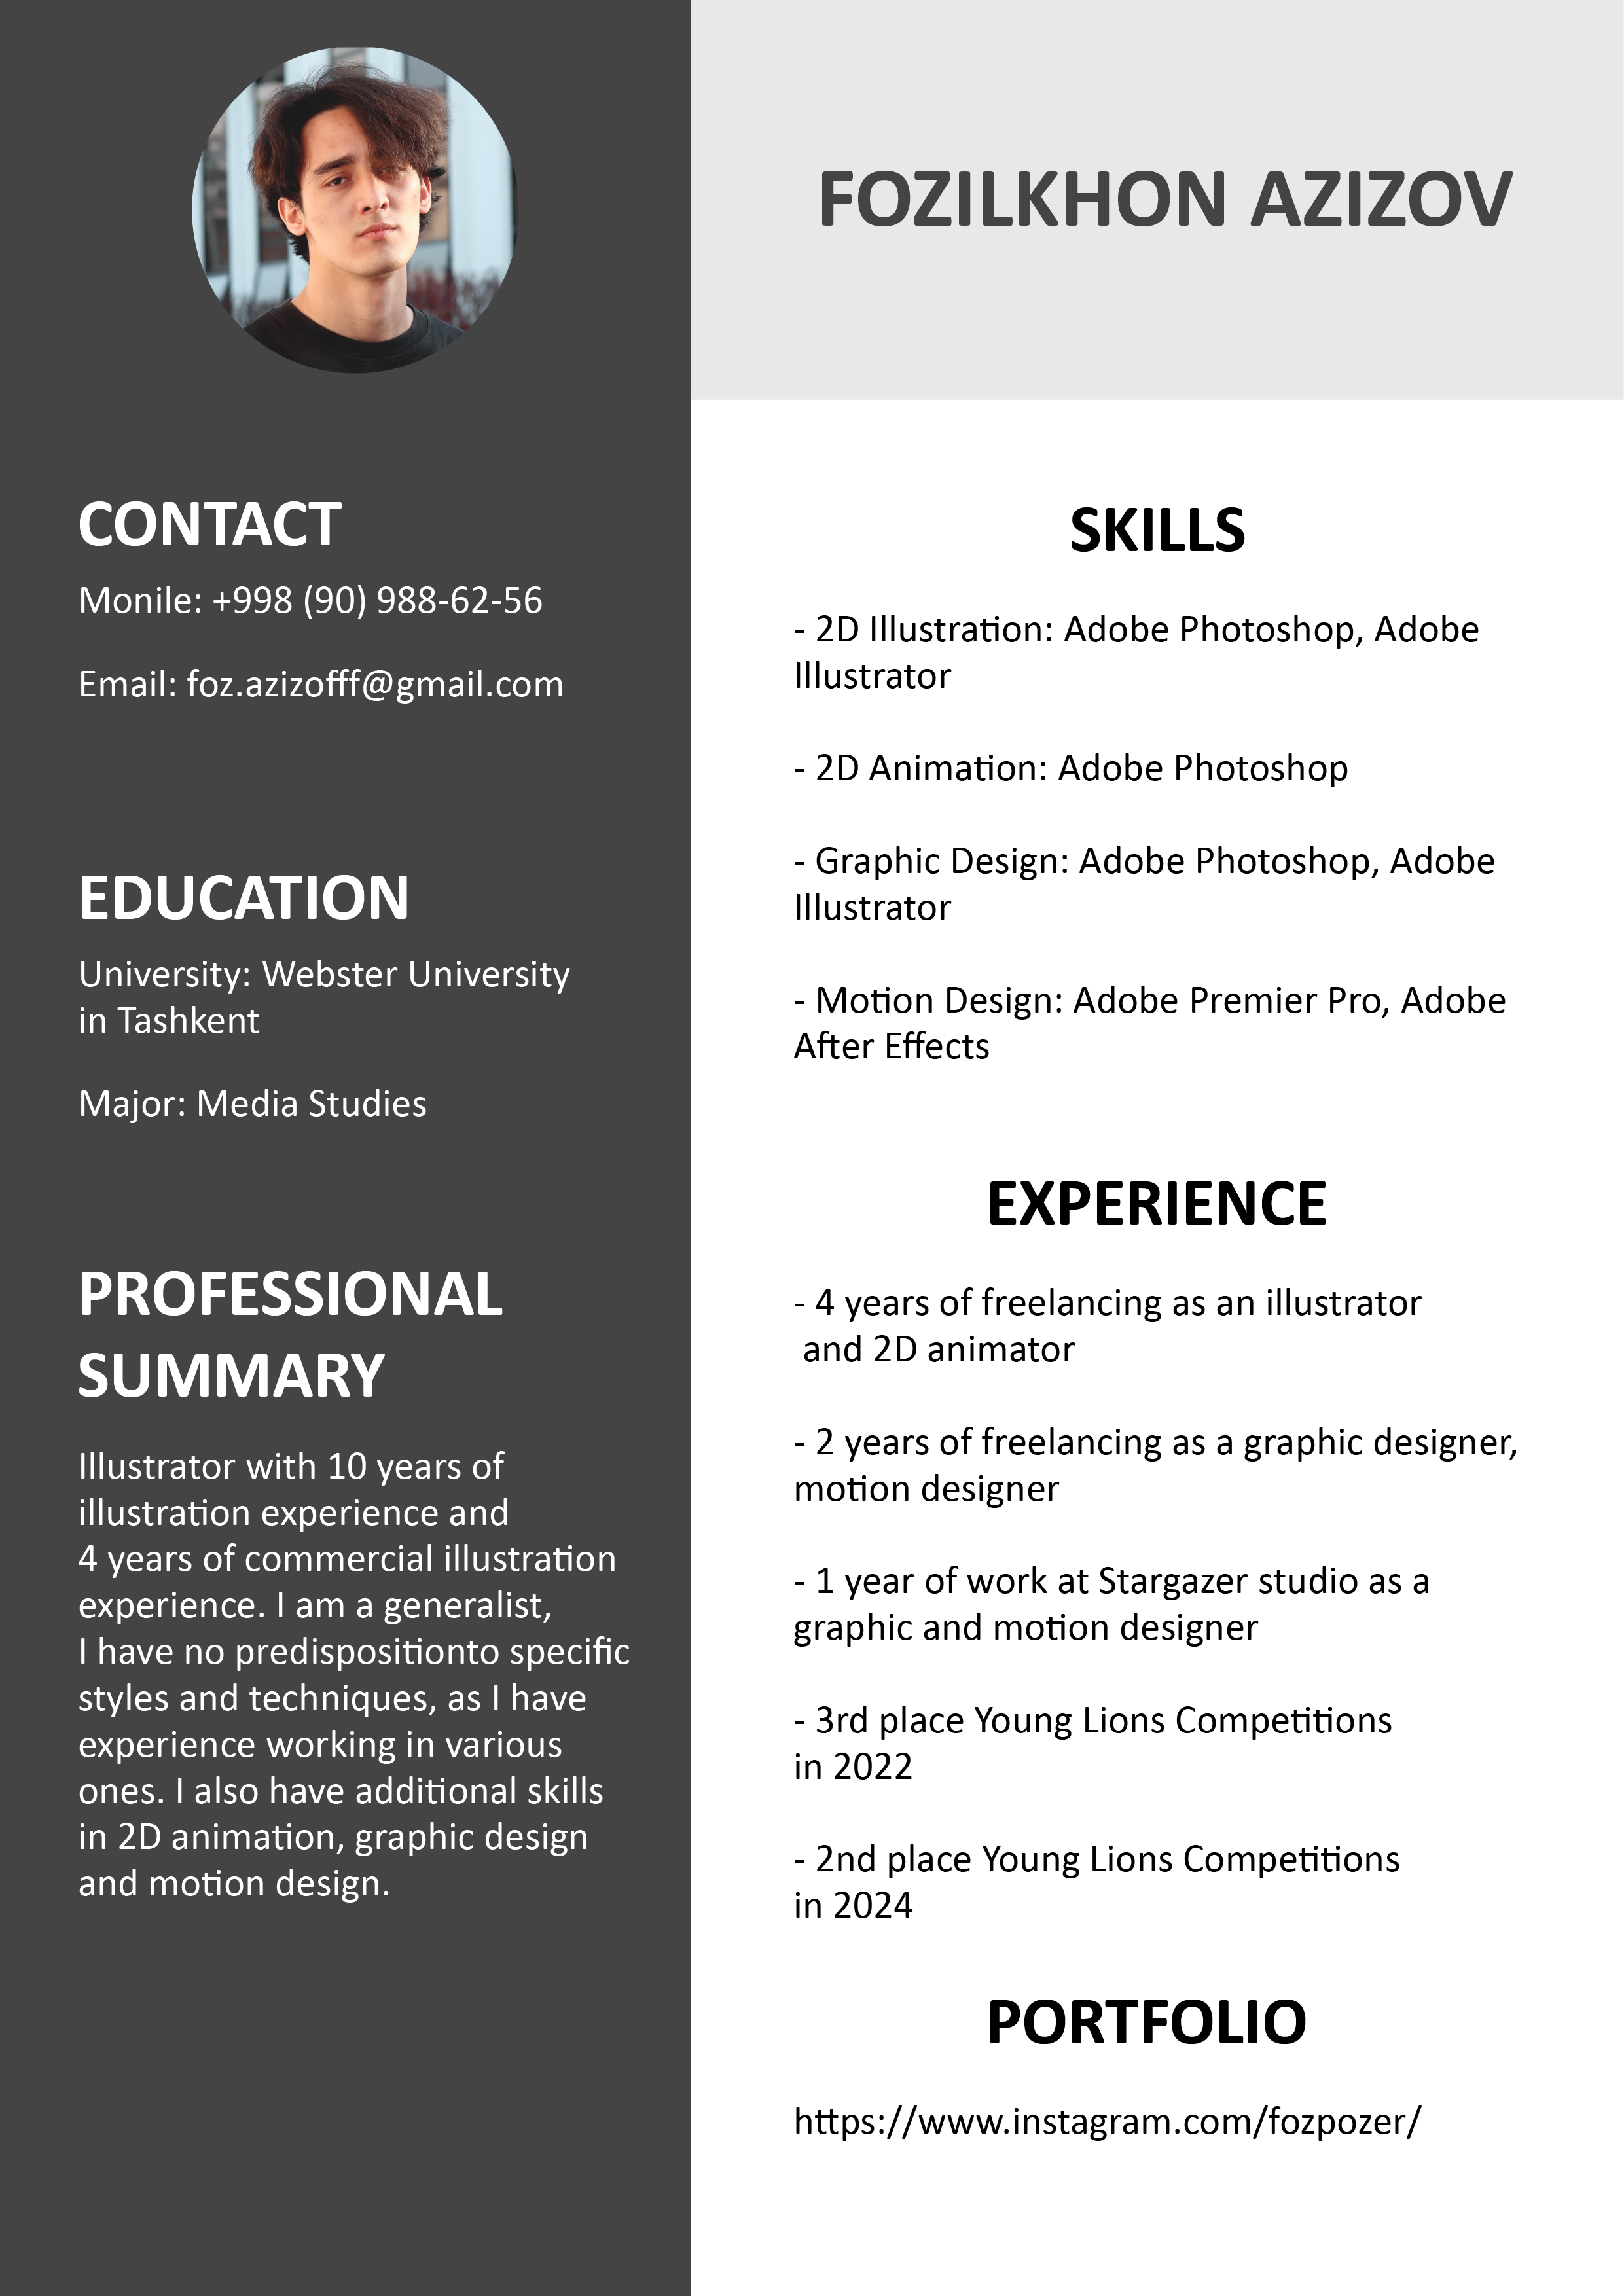 FOZILKHON AZIZOV
CONTACT
Monile: +998 (90) 988-62-56
Email: foz.azizofff@gmail.com
EDUCATION
University: Webster University
in Tashkent
Major: Media Studies
PROFESSIONAL
SUMMARY
Illustrator with 10 years of
illustration experience and
4 years of commercial illustration
experience. I am a generalist,
I have no predispositionto specific
styles and techniques, as I have
experience working in various
ones. I also have additional skills
in 2D animation, graphic design
and motion design.
SKILLS
- 2D Illustration: Adobe Photoshop, Adobe
Illustrator
- 2D Animation: Adobe Photoshop
- Graphic Design: Adobe Photoshop, Adobe
Illustrator
- Motion Design: Adobe Premier Pro, Adobe
After Effects
EXPERIENCE
- 4 years of freelancing as an illustrator
and 2D animator
- 2 years of freelancing as a graphic designer,
motion designer
- 1 year of work at Stargazer studio as a
graphic and motion designer
- 3rd place Young Lions Competitions
in 2022
- 2nd place Young Lions Competitions
in 2024
PORTFOLIO
https://www.instagram.com/fozpozer/